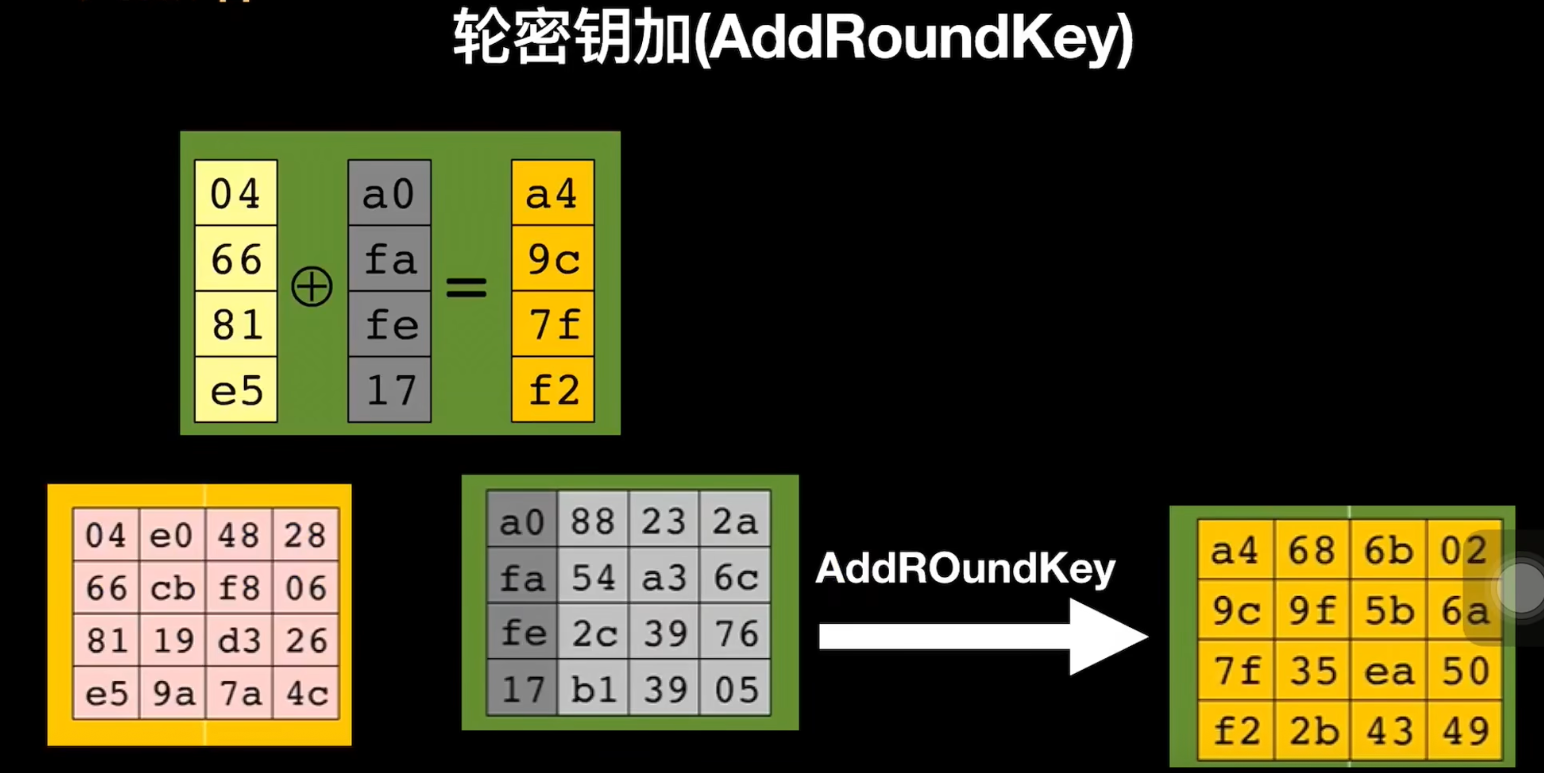 轮密钥加(AddRoundKey)
04 a0 a4
66 fa 9c
⊕ =
81 fe 7f
e5 17 f2
04 e0 48 28
66 cb f8 06
81 19 d3 26
e5 9a 7a 4c
a0 88 23 2a
fa 54 a3 6c
fe 2c 39 76
17 b1 39 05
AddROundKey
a4 68 6b 02
9c 9f 5b 6a
7f 35 ea 50
f2 2b 43 49